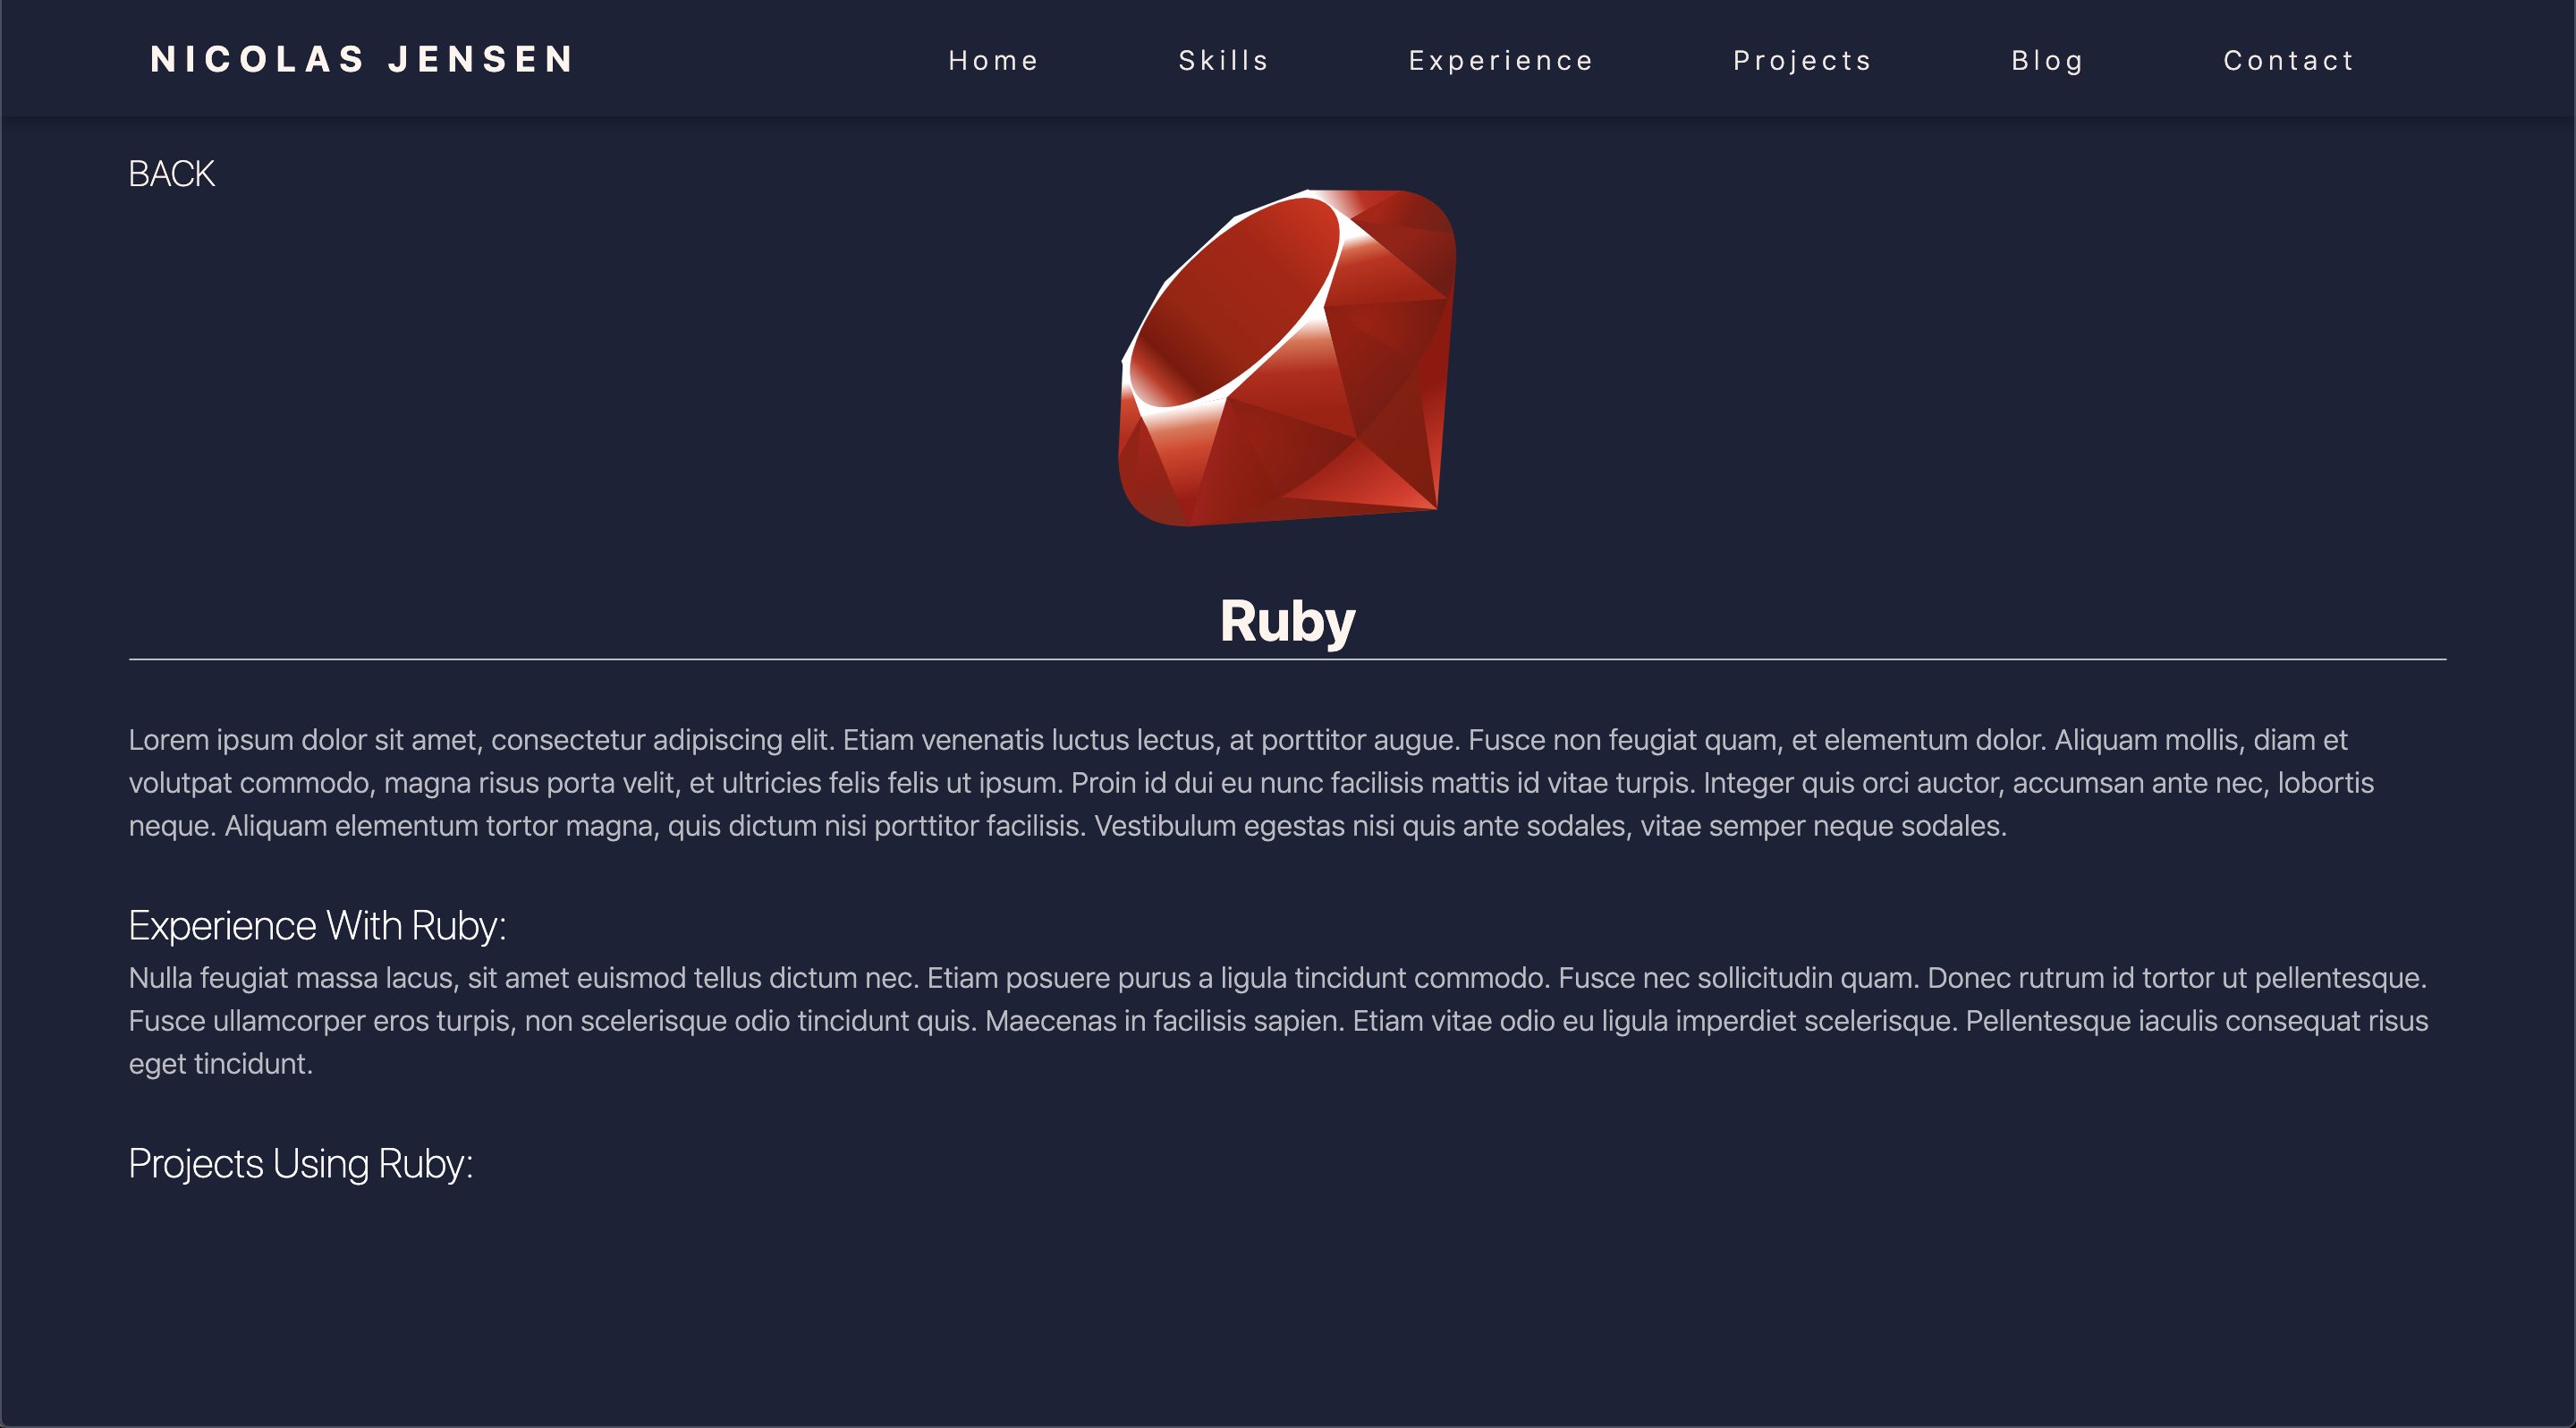 NICOLAS JENSEN
Home Skills Experience Projects Blog Contact
BACK
Ruby
Lorem ipsum dolor sit amet, consectetur adipiscing elit. Etiam venenatis luctus lectus, at porttitor augue. Fusce non feugiat quam, et elementum dolor. Aliquam mollis, diam et
volutpat commodo, magna risus porta velit, et ultricies felis felis ut ipsum. Proin id dui eu nunc facilisis mattis id vitae turpis. Integer quis orci auctor, accumsan ante nec, lobortis
neque. Aliquam elementum tortor magna, quis dictum nisi porttitor facilisis. Vestibulum egestas nisi quis ante sodales, vitae semper neque sodales.
Experience With Ruby:
Nulla feugiat massa lacus, sit amet euismod tellus dictum nec. Etiam posuere purus a ligula tincidunt commodo. Fusce nec sollicitudin quam. Donec rutrum id tortor ut pellentesque.
Fusce ullamcorper eros turpis, non scelerisque odio tincidunt quis. Maecenas in facilisis sapien. Etiam vitae odio eu ligula imperdiet scelerisque. Pellentesque iaculis consequat risus
eget tincidunt.
Projects Using Ruby: